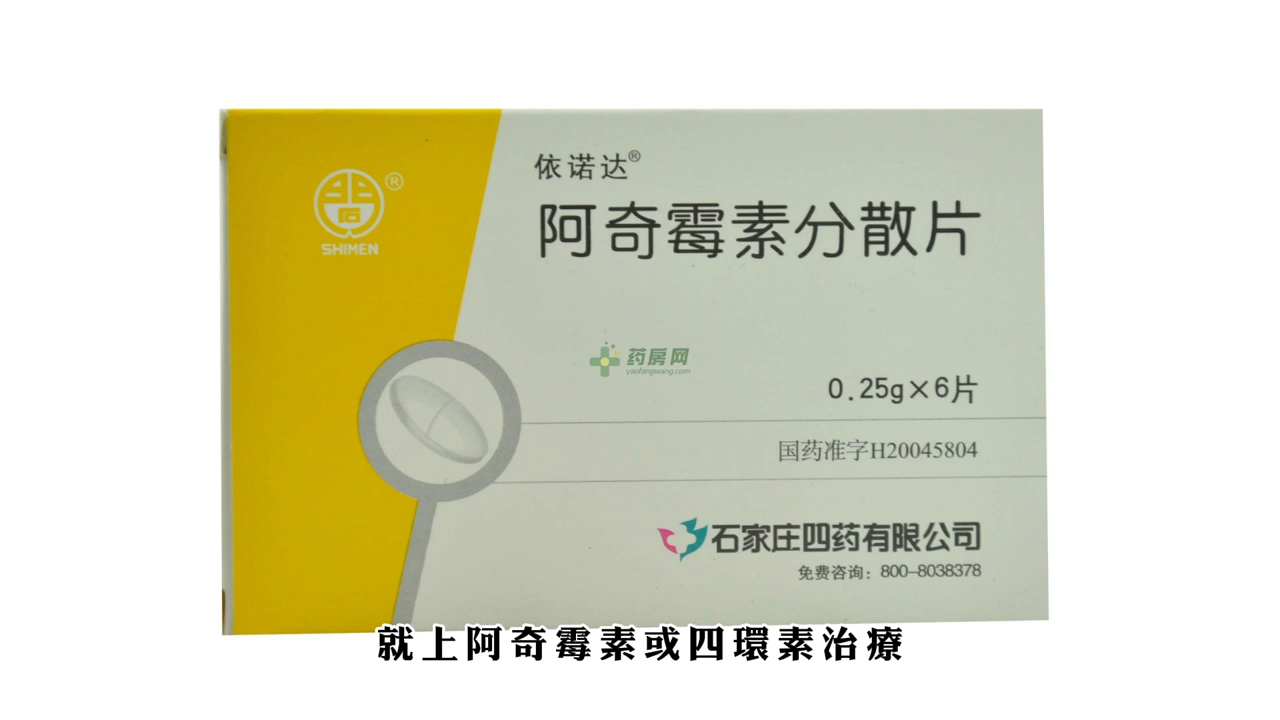 依诺达®
阿奇霉素分散片
SHIMEN
®
药房网
yaofangwang.com
0.25g×6片
国药准字H20045804
石家庄四药有限公司
免费咨询：800-8038378
就上阿奇霉素或四環素治療